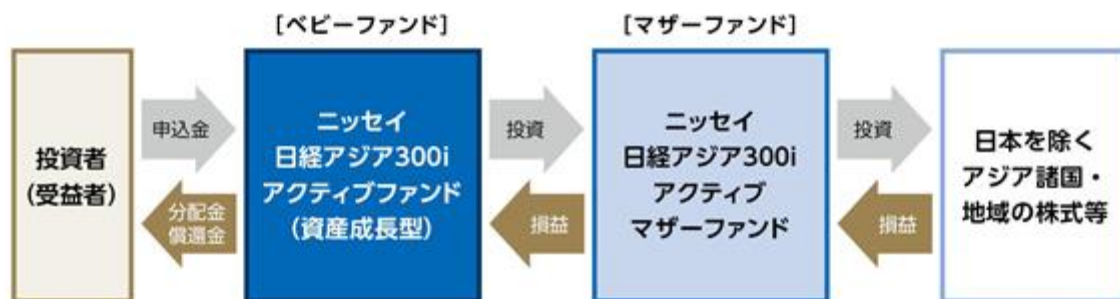 [ベビーファンド]
[マザーファンド]
投資者
(受益者)
申込金
分配金
償還金
ニッセイ
日経アジア300i
アクティブファンド
(資産成長型)
投資
損益
ニッセイ
日経アジア300i
アクティブ
マザーファンド
投資
損益
日本を除く
アジア諸国・
地域の株式等